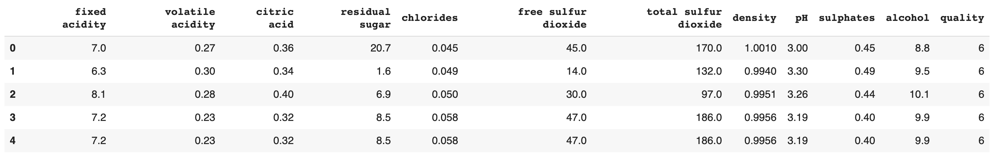 fixed acidity volatile acidity citric acid residual sugar chlorides free sulfur dioxide total sulfur dioxide density pH sulphates alcohol quality
0 7.0 0.27 0.36 20.7 0.045 45.0 170.0 1.0010 3.00 0.45 8.8 6
1 6.3 0.30 0.34 1.6 0.049 14.0 132.0 0.9940 3.30 0.49 9.5 6
2 8.1 0.28 0.40 6.9 0.050 30.0 97.0 0.9951 3.26 0.44 10.1 6
3 7.2 0.23 0.32 8.5 0.058 47.0 186.0 0.9956 3.19 0.40 9.9 6
4 7.2 0.23 0.32 8.5 0.058 47.0 186.0 0.9956 3.19 0.40 9.9 6